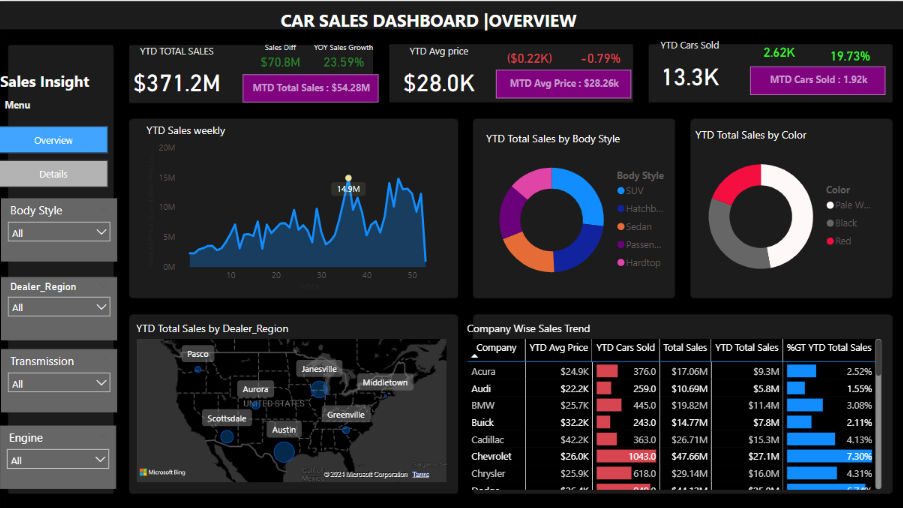 CAR SALES DASHBOARD |OVERVIEW
Sales Insight
Menu
Overview
Details
Body Style
All
Dealer_Region
All
Transmission
All
Engine
All
YTD TOTAL SALES
Sales Diff
YOY Sales Growth
$70.8M
23.59%
$371.2M
MTD Total Sales : $54.28M
YTD Avg price
($0.22K)
-0.79%
$28.0K
MTD Avg Price : $28.26k
YTD Cars Sold
2.62K
19.73%
13.3K
MTD Cars Sold : 1.92k
YTD Sales weekly
20M
15M
10M
5M
0M
14.9M
10
20
30
40
50
YTD Total Sales by Body Style
Body Style
SUV
Hatchb...
Sedan
Passen...
Hardtop
YTD Total Sales by Color
Color
Pale W...
Black
Red
YTD Total Sales by Dealer_Region
Pasco
Janesville
Aurora
Middletown
UNITED STATES
Scottsdale
Greenville
Austin
Mexico
Microsoft Bing
© 2024 Microsoft Corporation Terms
Company Wise Sales Trend
Company YTD Avg Price YTD Cars Sold Total Sales YTD Total Sales %GT YTD Total Sales
Acura $24.9K 376.0 $17.06M $9.3M 2.52%
Audi $22.2K 259.0 $10.69M $5.8M 1.55%
BMW $25.7K 445.0 $19.82M $11.4M 3.08%
Buick $32.2K 243.0 $14.77M $7.8M 2.11%
Cadillac $42.2K 363.0 $26.71M $15.3M 4.13%
Chevrolet $26.0K 1043.0 $47.66M $27.1M 7.30%
Chrysler $25.9K 618.0 $29.14M $16.0M 4.31%